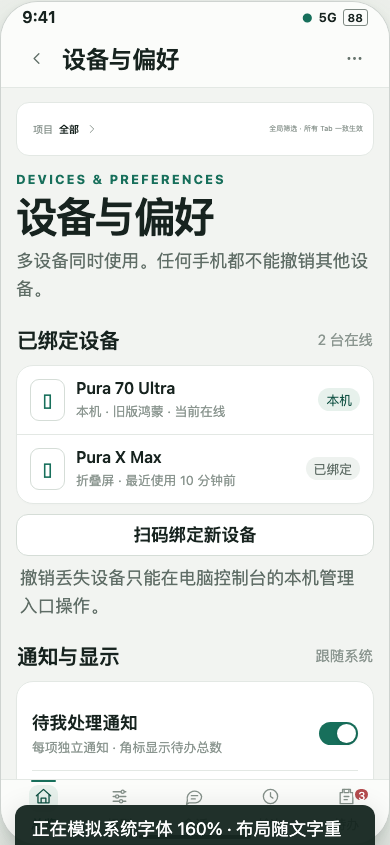 9:41
5G 88
设备与偏好
项目 全部
全局筛选 · 所有 Tab 一致生效
DEVICES & PREFERENCES
设备与偏好
多设备同时使用。任何手机都不能撤销其他设
备。
已绑定设备
2 台在线
Pura 70 Ultra
本机 · 旧版鸿蒙 · 当前在线
本机
Pura X Max
折叠屏 · 最近使用 10 分钟前
已绑定
扫码绑定新设备
撤销丢失设备只能在电脑控制台的本机管理
入口操作。
通知与显示
跟随系统
待我处理通知
每项独立通知 · 角标显示待办总数
3
正在模拟系统字体 160% · 布局随文字重